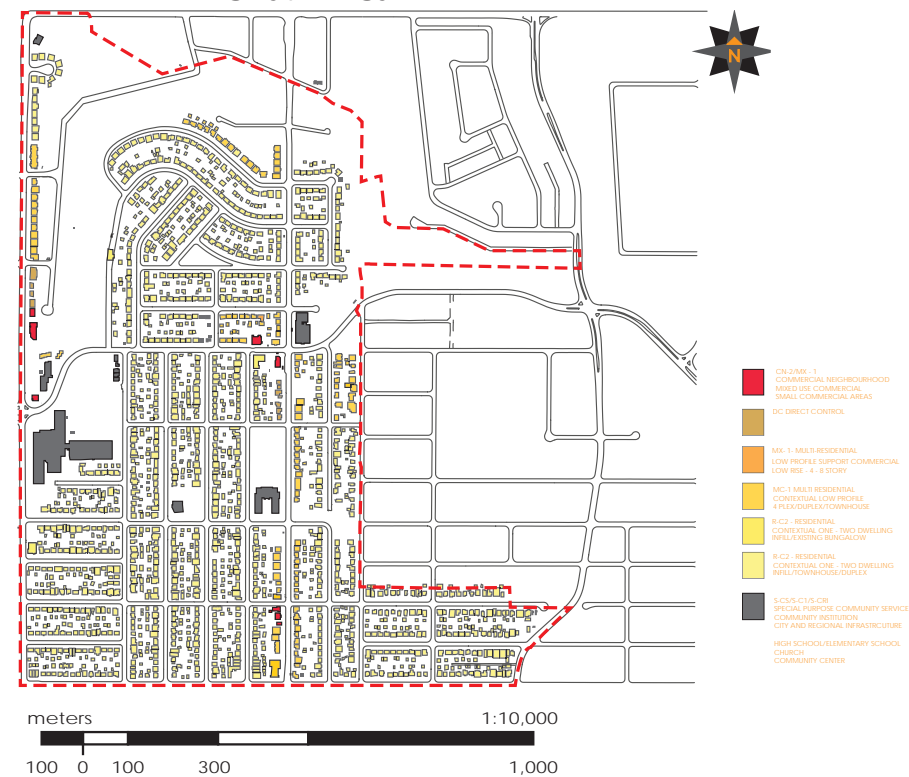 N
CN-2/MX - 1
COMMERCIAL NEIGHBOURHOOD
MIXED USE COMMERCIAL
SMALL COMMERCIAL AREAS
DC DIRECT CONTROL
MX- 1- MULTI-RESIDENTIAL
LOW PROFILE SUPPORT COMMERCIAL
LOW RISE - 4 - 8 STORY
MC-1 MULTI RESIDENTIAL
CONTEXTUAL LOW PROFILE
4 PLEX/DUPLEX/TOWNHOUSE
R-C2 - RESIDENTIAL
CONTEXTUAL ONE - TWO DWELLING
INFILL/EXISTING BUNGALOW
R-C2 - RESIDENTIAL
CONTEXTUAL ONE - TWO DWELLING
INFILL/TOWNHOUSE/DUPLEX
S-CS/S-C1/S-CRI
SPECIAL PURPOSE COMMUNITY SERVICE
COMMUNITY INSTITUTION
CITY AND REGIONAL INFRASTRICUTURE
HIGH SCHOOL/ELEMENTARY SCHOOL
CHURCH
COMMUNITY CENTER
meters 1:10,000
100 0 100 300 1,000